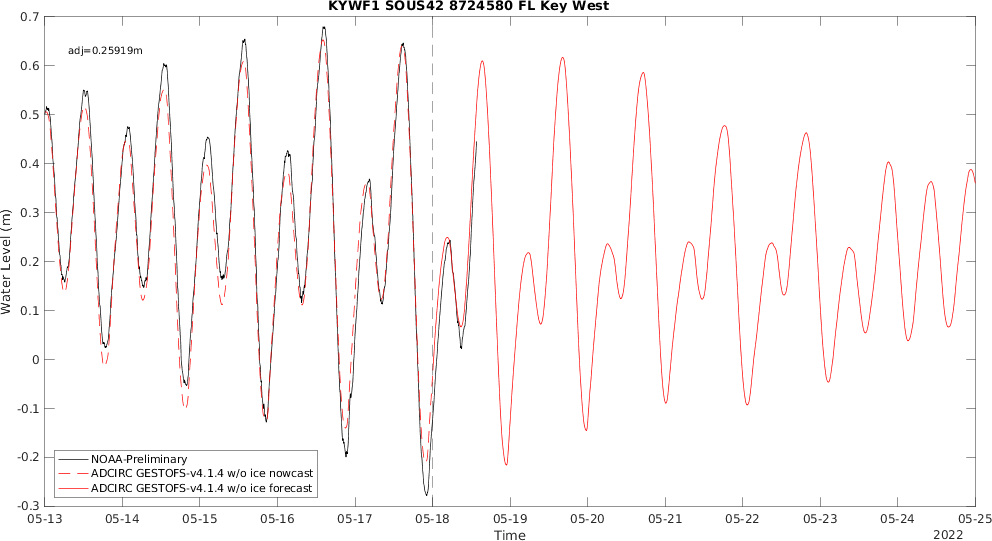 KYWF1 SOUS42 8724580 FL Key West
0.7
adj=0.25919m
0.6
0.5
0.4
0.3
0.2
0.1
0
-0.1
-0.2
-0.3
Water Level (m)
NOAA-Preliminary
ADCIRC GESTOFS-v4.1.4 w/o ice nowcast
ADCIRC GESTOFS-v4.1.4 w/o ice forecast
05-13 05-14 05-15 05-16 05-17 05-18 05-19 05-20 05-21 05-22 05-23 05-24 05-25
Time
2022